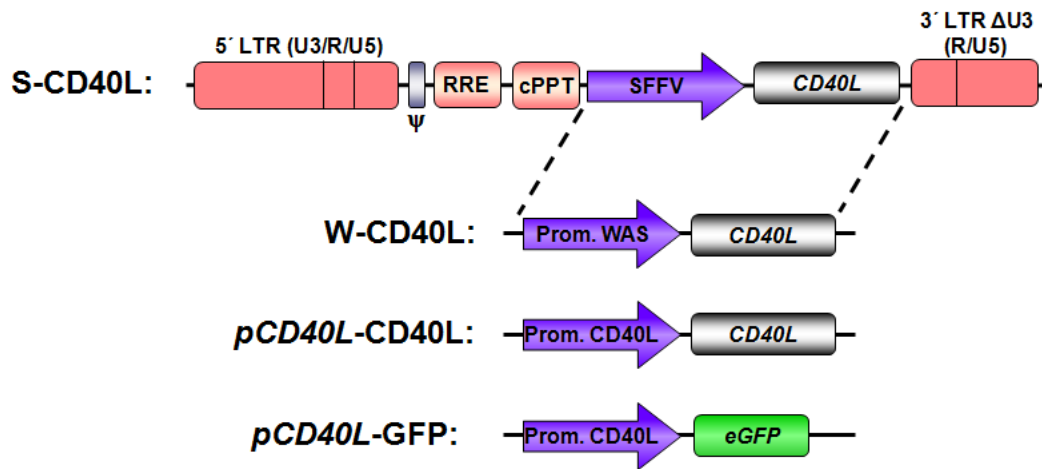 5´ LTR (U3/R/U5)
3´ LTR ΔU3
(R/U5)
S-CD40L:
RRE
cPPT
SFFV
CD40L
Ψ
W-CD40L:
Prom. WAS
CD40L
pCD40L-CD40L:
Prom. CD40L
CD40L
pCD40L-GFP:
Prom. CD40L
eGFP